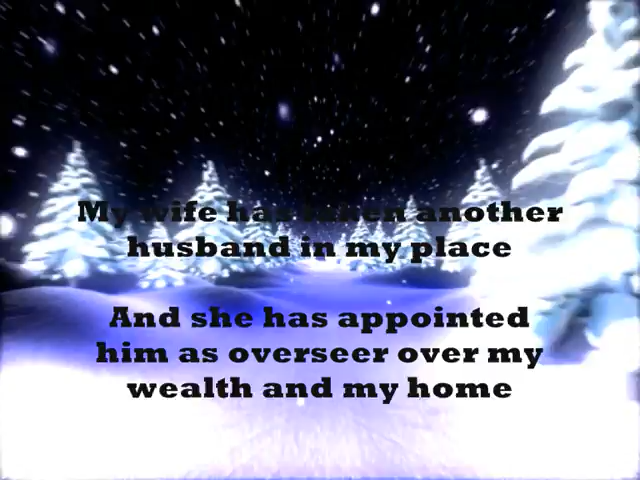 My wife has taken another
husband in my place
And she has appointed
him as overseer over my
wealth and my home